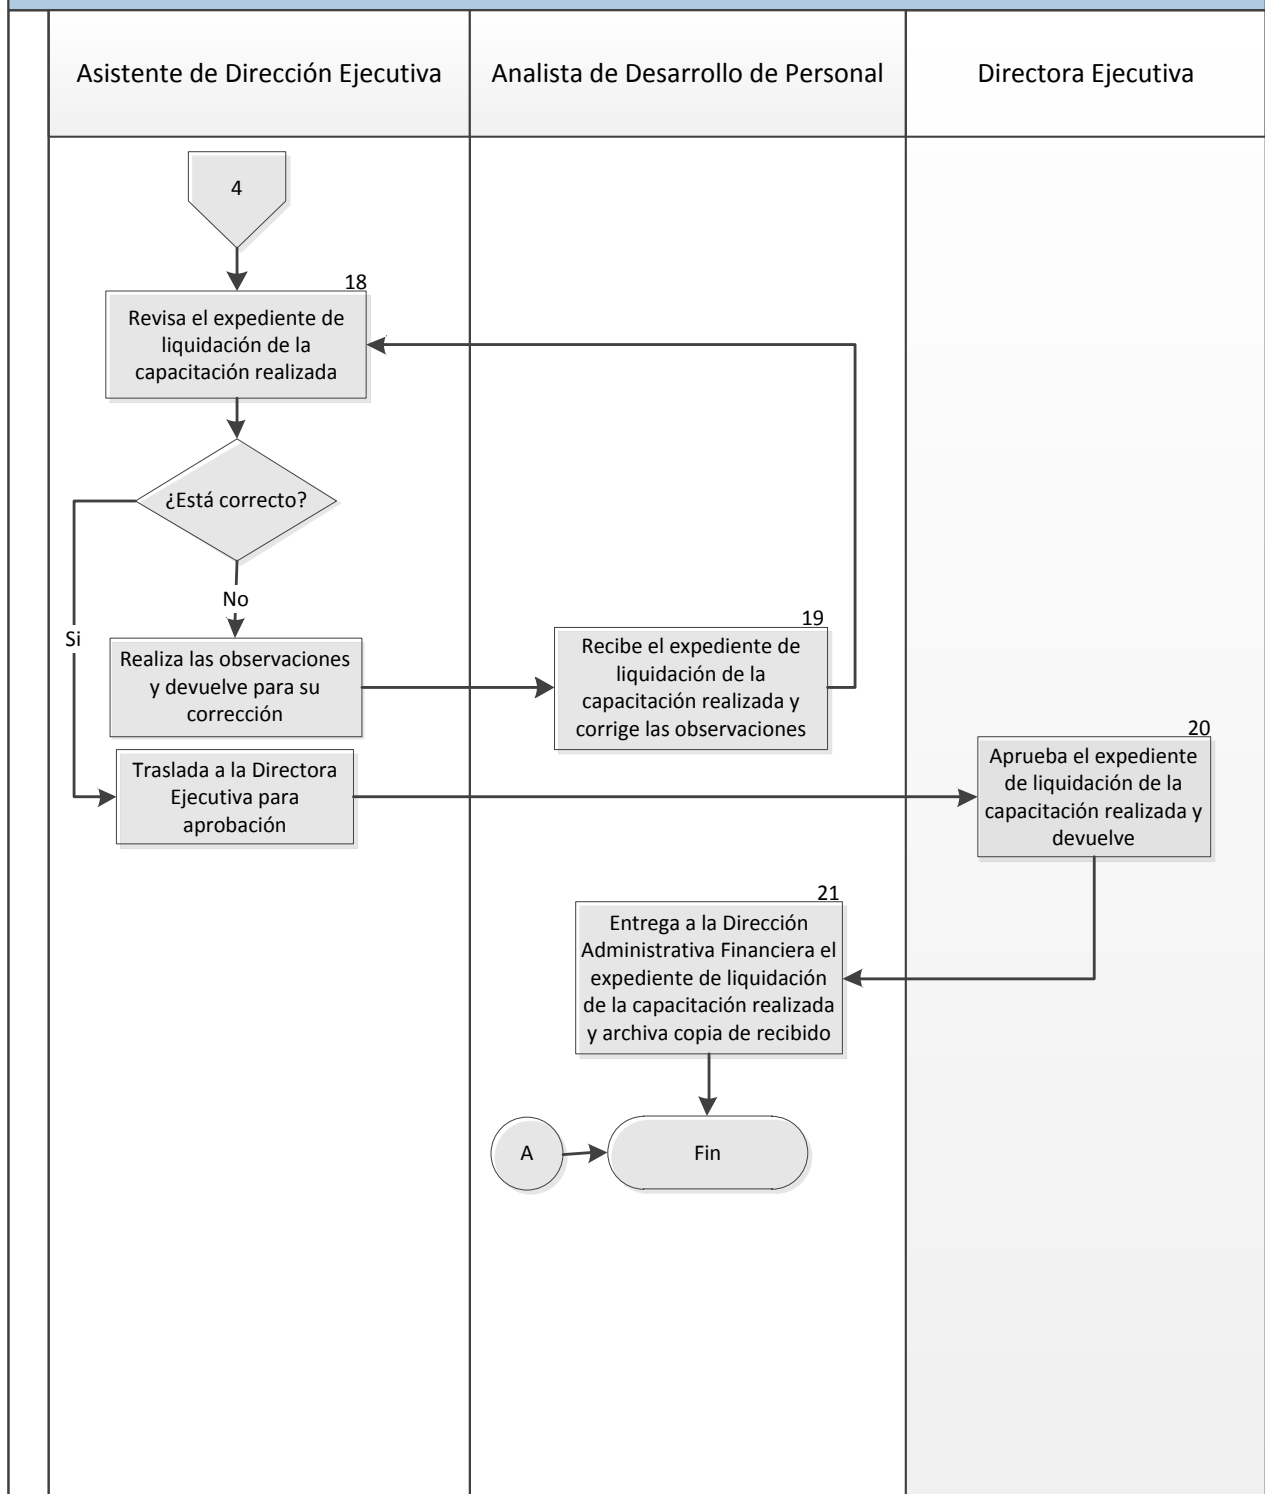 Asistente de Dirección Ejecutiva
Analista de Desarrollo de Personal
Directora Ejecutiva
4
18
Revisa el expediente de
liquidación de la
capacitación realizada
¿Está correcto?
No
Si
Realiza las observaciones
y devuelve para su
corrección
19
Recibe el expediente de
liquidación de la
capacitación realizada y
corrige las observaciones
Traslada a la Directora
Ejecutiva para
aprobación
20
Aprueba el expediente
de liquidación de la
capacitación realizada y
devuelve
21
Entrega a la Dirección
Administrativa Financiera el
expediente de liquidación
de la capacitación realizada
y archiva copia de recibido
A
Fin